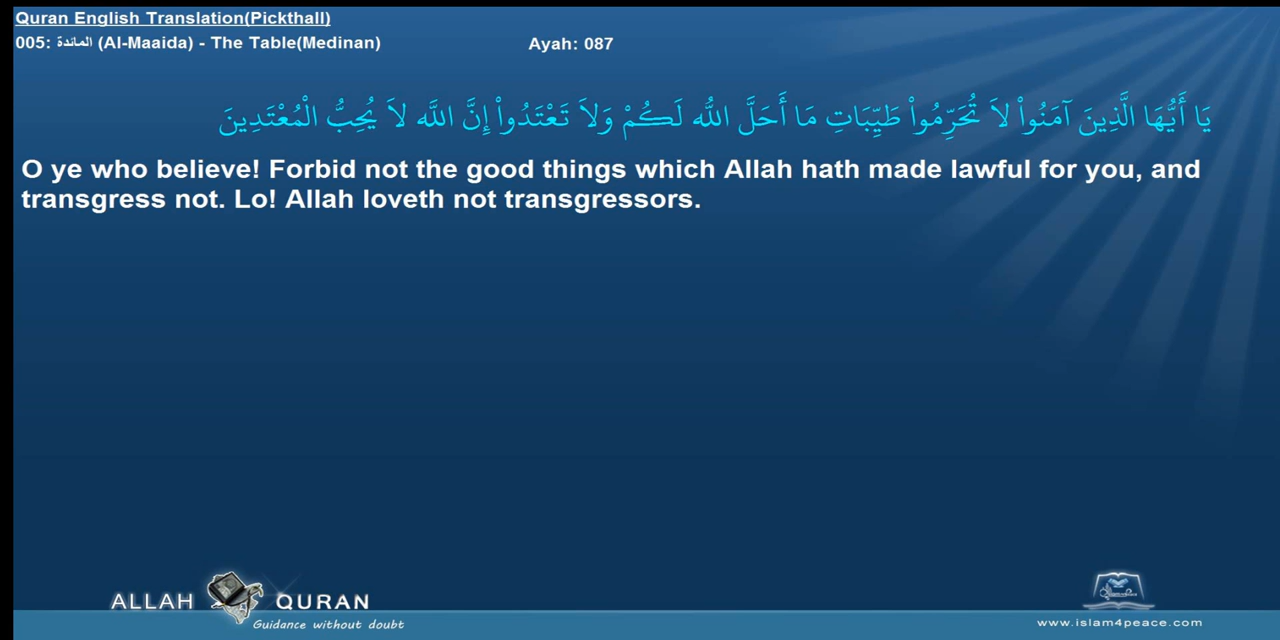 Quran English Translation(Pickthall)
005: المائدة (Al-Maaida) - The Table(Medinan)
Ayah: 087
يَا أَيُّهَا الَّذِينَ آمَنُواْ لاَ تُحَرِّمُواْ طَيِّبَاتِ مَا أَحَلَّ اللّهُ لَكُمْ وَلاَ تَعْتَدُواْ إِنَّ اللّهَ لاَ يُحِبُّ الْمُعْتَدِينَ
O ye who believe! Forbid not the good things which Allah hath made lawful for you, and
transgress not. Lo! Allah loveth not transgressors.
ALLAH QURAN
Guidance without doubt
www.islam4peace.com